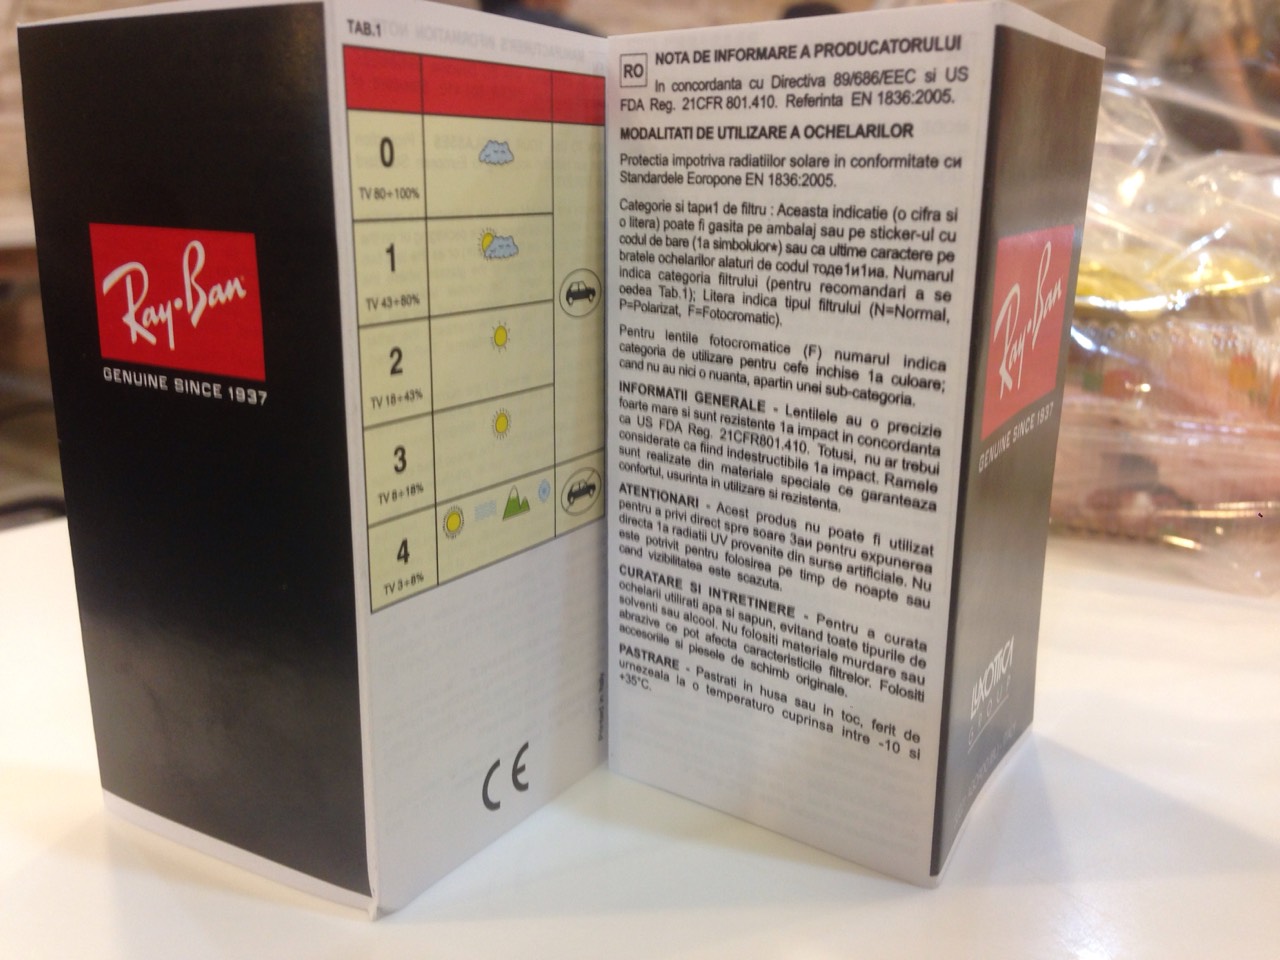 Ray·Ban
GENUINE SINCE 1937
TAB.1
0
TV 80÷100%
1
TV 43÷80%
2
TV 18÷43%
3
TV 8÷18%
4
TV 3÷8%
CE
Printed in Italy
RO NOTA DE INFORMARE A PRODUCATORULUI
In concordanta cu Directiva 89/686/EEC si US
FDA Reg. 21CFR 801.410. Referinta EN 1836:2005.
MODALITATI DE UTILIZARE A OCHELARILOR
Protectia impotriva radiatiilor solare in conformitate си
Standardele Eoropone EN 1836:2005.
Categorie si тари1 de filtru : Aceasta indicatie (o cifra si
o litera) poate fi gasita pe ambalaj sau pe sticker-ul cu
codul de bare (1a simbolulor*) sau ca ultime caractere pe
bratele ochelarilor alaturi de codul тоде1и1иа. Numarul
indica categoria filtrului (pentru recomandari a se
oedea Tab.1); Litera indica tipul filtrului (N=Normal,
P=Polarizat, F=Fotocromatic).
Pentru lentile fotocromatice (F) numarul indica
categoria de utilizare pentru cefe inchise 1a culoare;
cand nu au nici o nuanta, apartin unei sub-categoria.
INFORMATII GENERALE - Lentilele au o precizie
foarte mare si sunt rezistente 1a impact in concordanta
ca US FDA Reg. 21CFR801.410. Totusi, nu ar trebui
considerate ca fiind indestructibile 1a impact. Ramele
sunt realizate din materiale speciale ce garanteaza
confortul, usurinta in utilizare si rezistenta.
ATENTIONARI - Acest produs nu poate fi utilizat
pentru a privi direct spre soare 3аи pentru expunerea
directa 1a radiatii UV provenite din surse artificiale. Nu
este potrivit pentru folosirea pe timp de noapte sau
cand vizibilitatea este scazuta.
CURATARE SI INTRETINERE - Pentru a curata
ochelarii utilirati apa si sapun, evitand toate tipurile de
solventi sau alcool. Nu folositi materiale murdare sau
abrazive ce pot afecta caracteristicile filtrelor. Folositi
accesoriile si piesele de schimb originale.
PASTRARE - Pastrati in husa sau in toc, ferit de
urnezeala la o temperaturo cuprinsa intre -10 si
+35°C.
Ray·Ban
GENUINE SINCE 1937
LUXOTTICA
GROUP